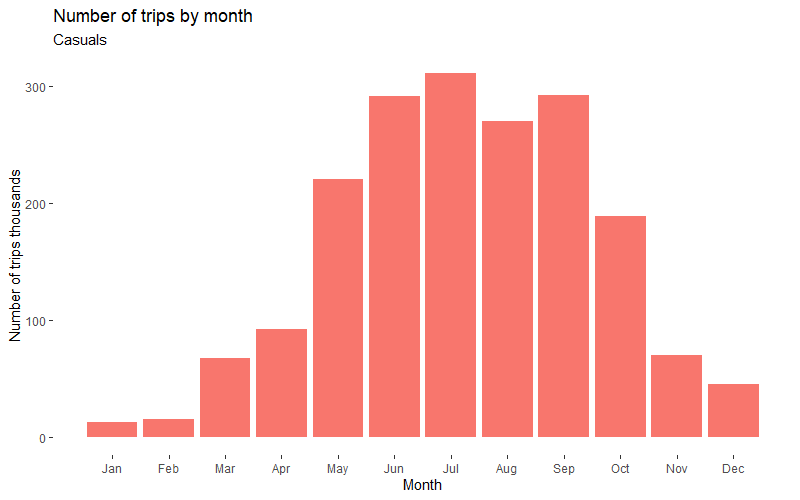 Number of trips by month
Casuals
Number of trips thousands
300
200
100
0
Jan Feb Mar Apr May Jun Jul Aug Sep Oct Nov Dec
Month